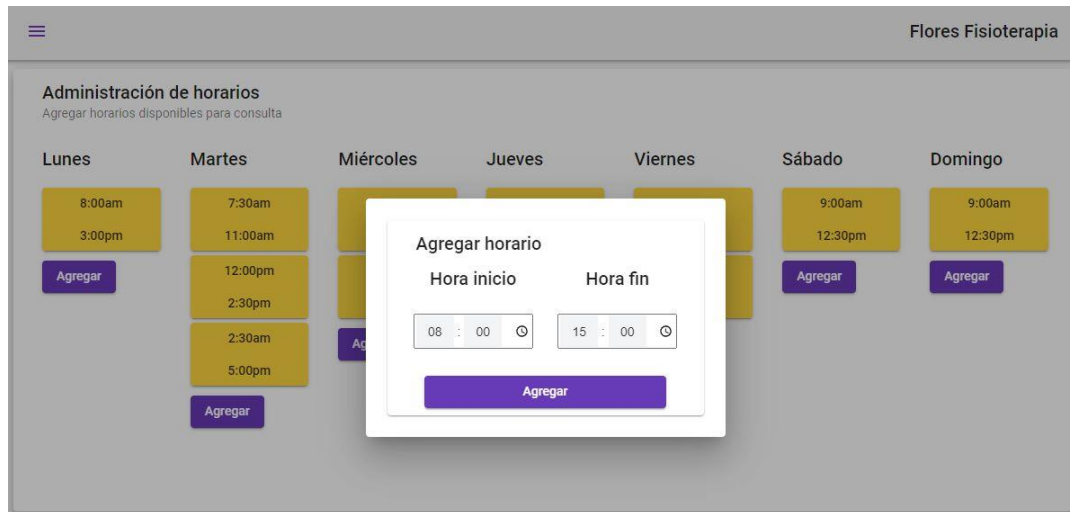 Flores Fisioterapia
Administración de horarios
Agregar horarios disponibles para consulta
Lunes
Martes
Miércoles
Jueves
Viernes
Sábado
Domingo
8:00am
3:00pm
Agregar
7:30am
11:00am
12:00pm
2:30pm
2:30am
5:00pm
Agregar
9:00am
12:30pm
Agregar
9:00am
12:30pm
Agregar
Agregar horario
Hora inicio
Hora fin
08 : 00
15 : 00
Agregar